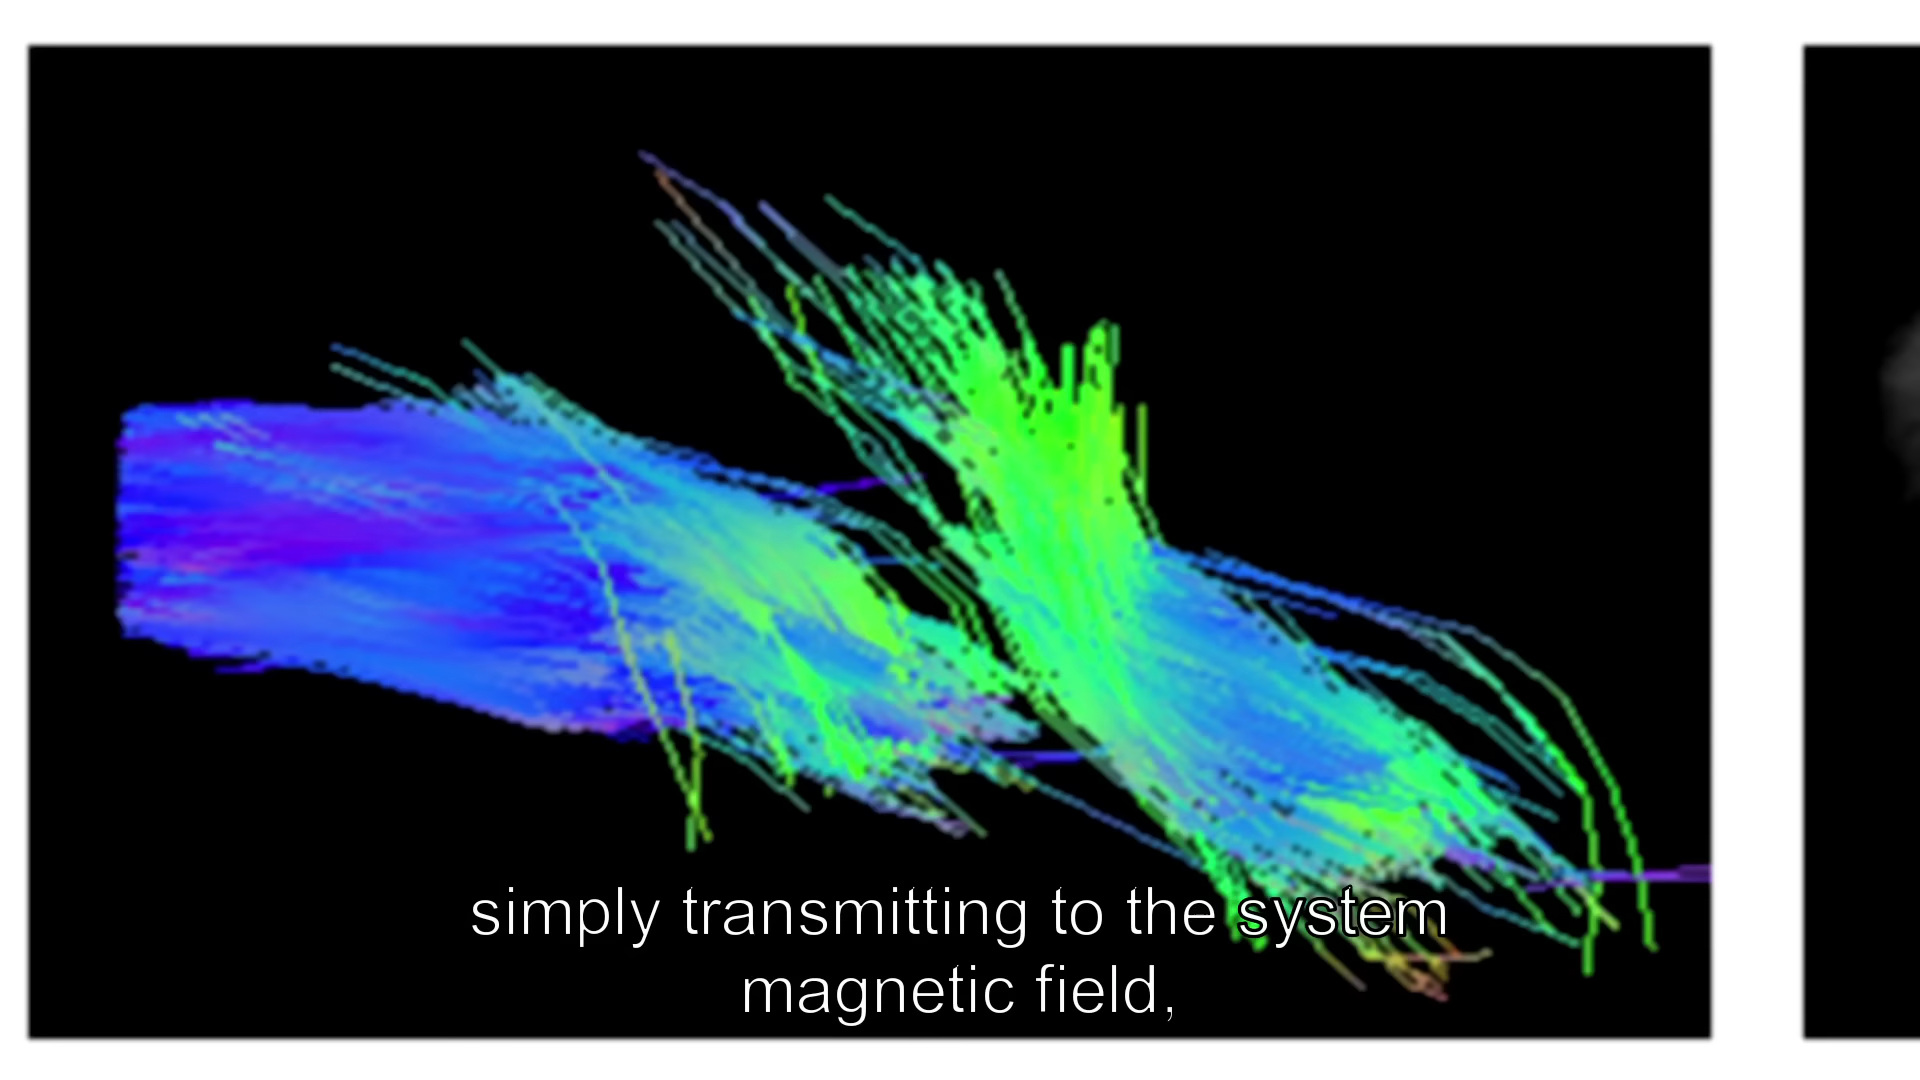 simply transmitting to the system
magnetic field,